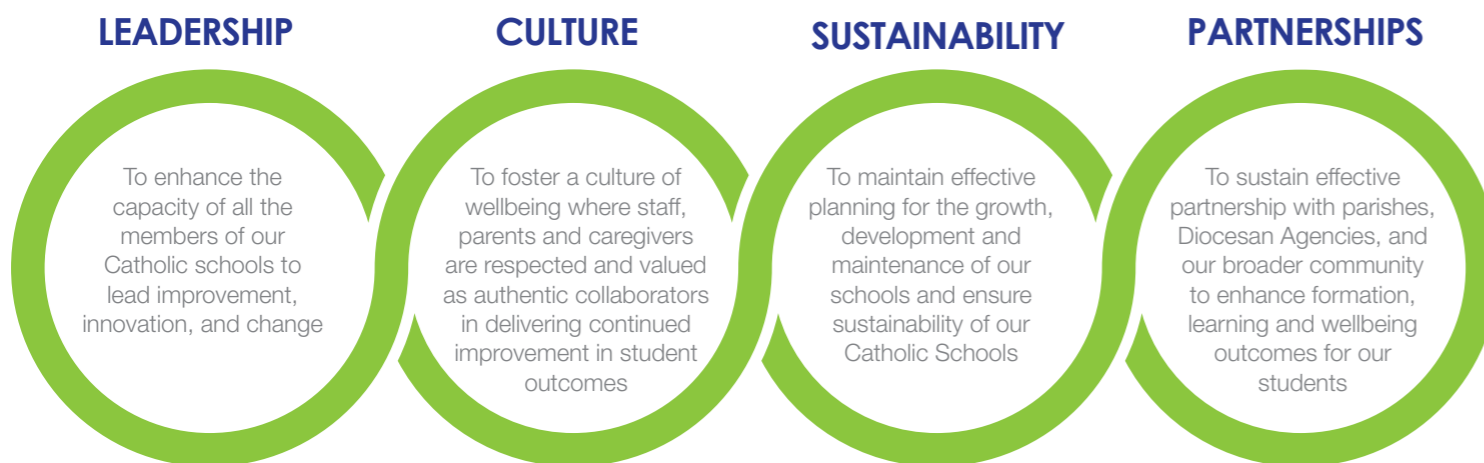 LEADERSHIP
To enhance the
capacity of all the
members of our
Catholic schools to
lead improvement,
innovation, and change
CULTURE
To foster a culture of
wellbeing where staff,
parents and caregivers
are respected and valued
as authentic collaborators
in delivering continued
improvement in student
outcomes
SUSTAINABILITY
To maintain effective
planning for the growth,
development and
maintenance of our
schools and ensure
sustainability of our
Catholic Schools
PARTNERSHIPS
To sustain effective
partnership with parishes,
Diocesan Agencies, and
our broader community
to enhance formation,
learning and wellbeing
outcomes for our
students